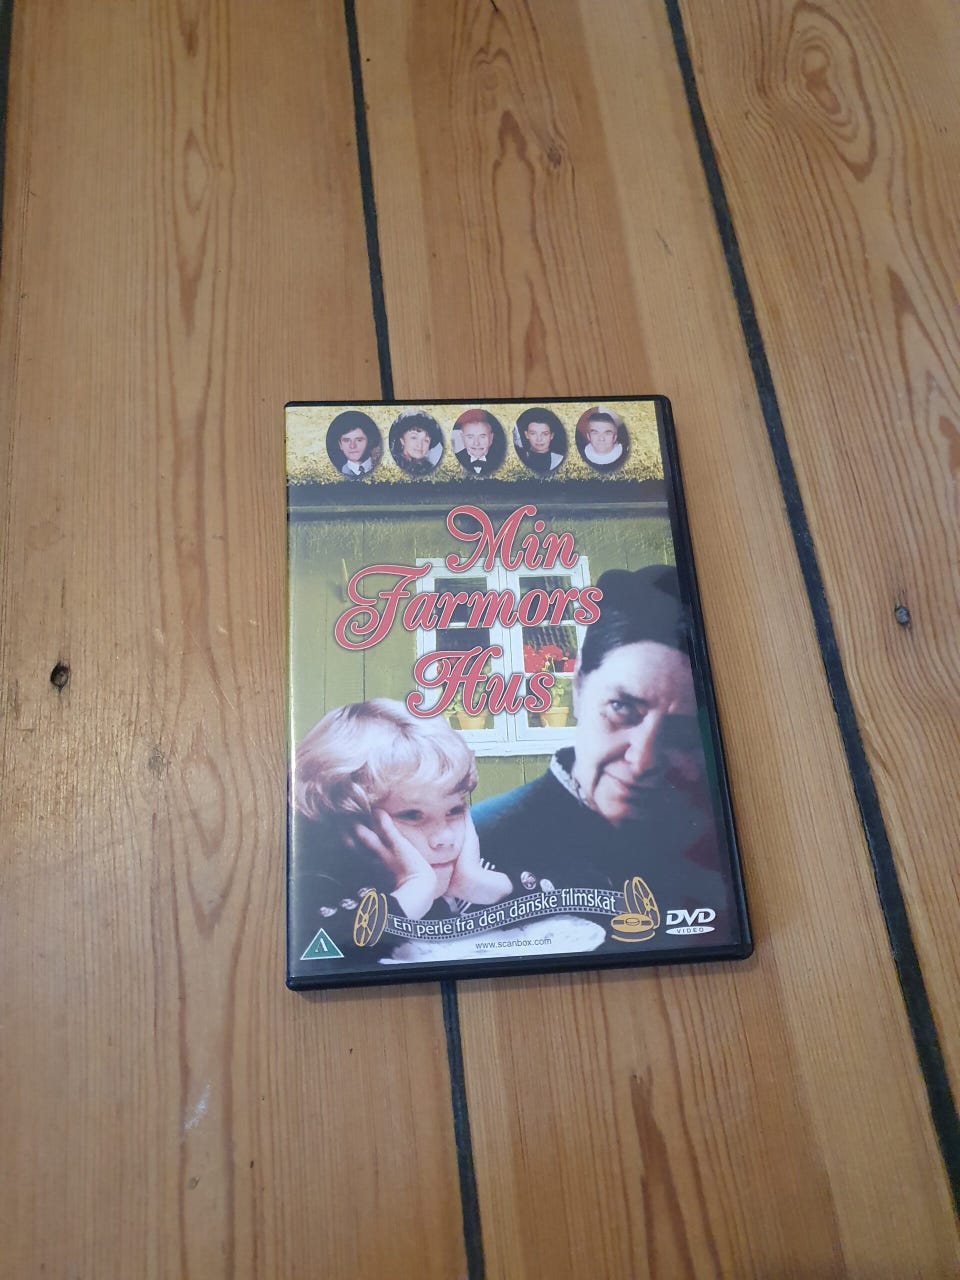 Min
Farmors
Hus
En perle fra den danske filmskat
A
www.scanbox.com
DVD
VIDEO